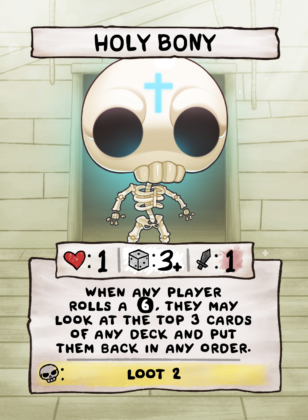 HOLY BONY
:1 :3+ :1
WHEN ANY PLAYER
ROLLS A 6, THEY MAY
LOOK AT THE TOP 3 CARDS
OF ANY DECK AND PUT
THEM BACK IN ANY ORDER.
: LOOT 2